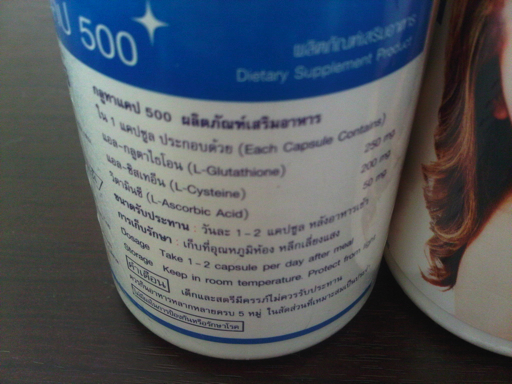 500
ผลิตภัณฑ์เสริมอาหาร
Dietary Supplement Product
กลูทาแคป 500 ผลิตภัณฑ์เสริมอาหาร
ใน 1 แคปซูล ประกอบด้วย (Each Capsule Contains)
แอล-กลูตาไธโอน (L-Glutathione) 250 mg
แอล-ซิสเทอีน (L-Cysteine) 200 mg
วิตามินซี (L-Ascorbic Acid) 50 mg
ขนาดรับประทาน : วันละ 1-2 แคปซูล หลังอาหารเช้า
การเก็บรักษา : เก็บที่อุณหภูมิห้อง หลีกเลี่ยงแสง
Dosage Take 1-2 capsule per day after meal
Storage Keep in room temperature. Protect from light
คำเตือน เด็กและสตรีมีครรภ์ไม่ควรรับประทาน
ควรกินอาหารหลากหลายครบ 5 หมู่ ในสัดส่วนที่เหมาะสมเป็นประจำ
ไม่มีผลในการป้องกันหรือรักษาโรค